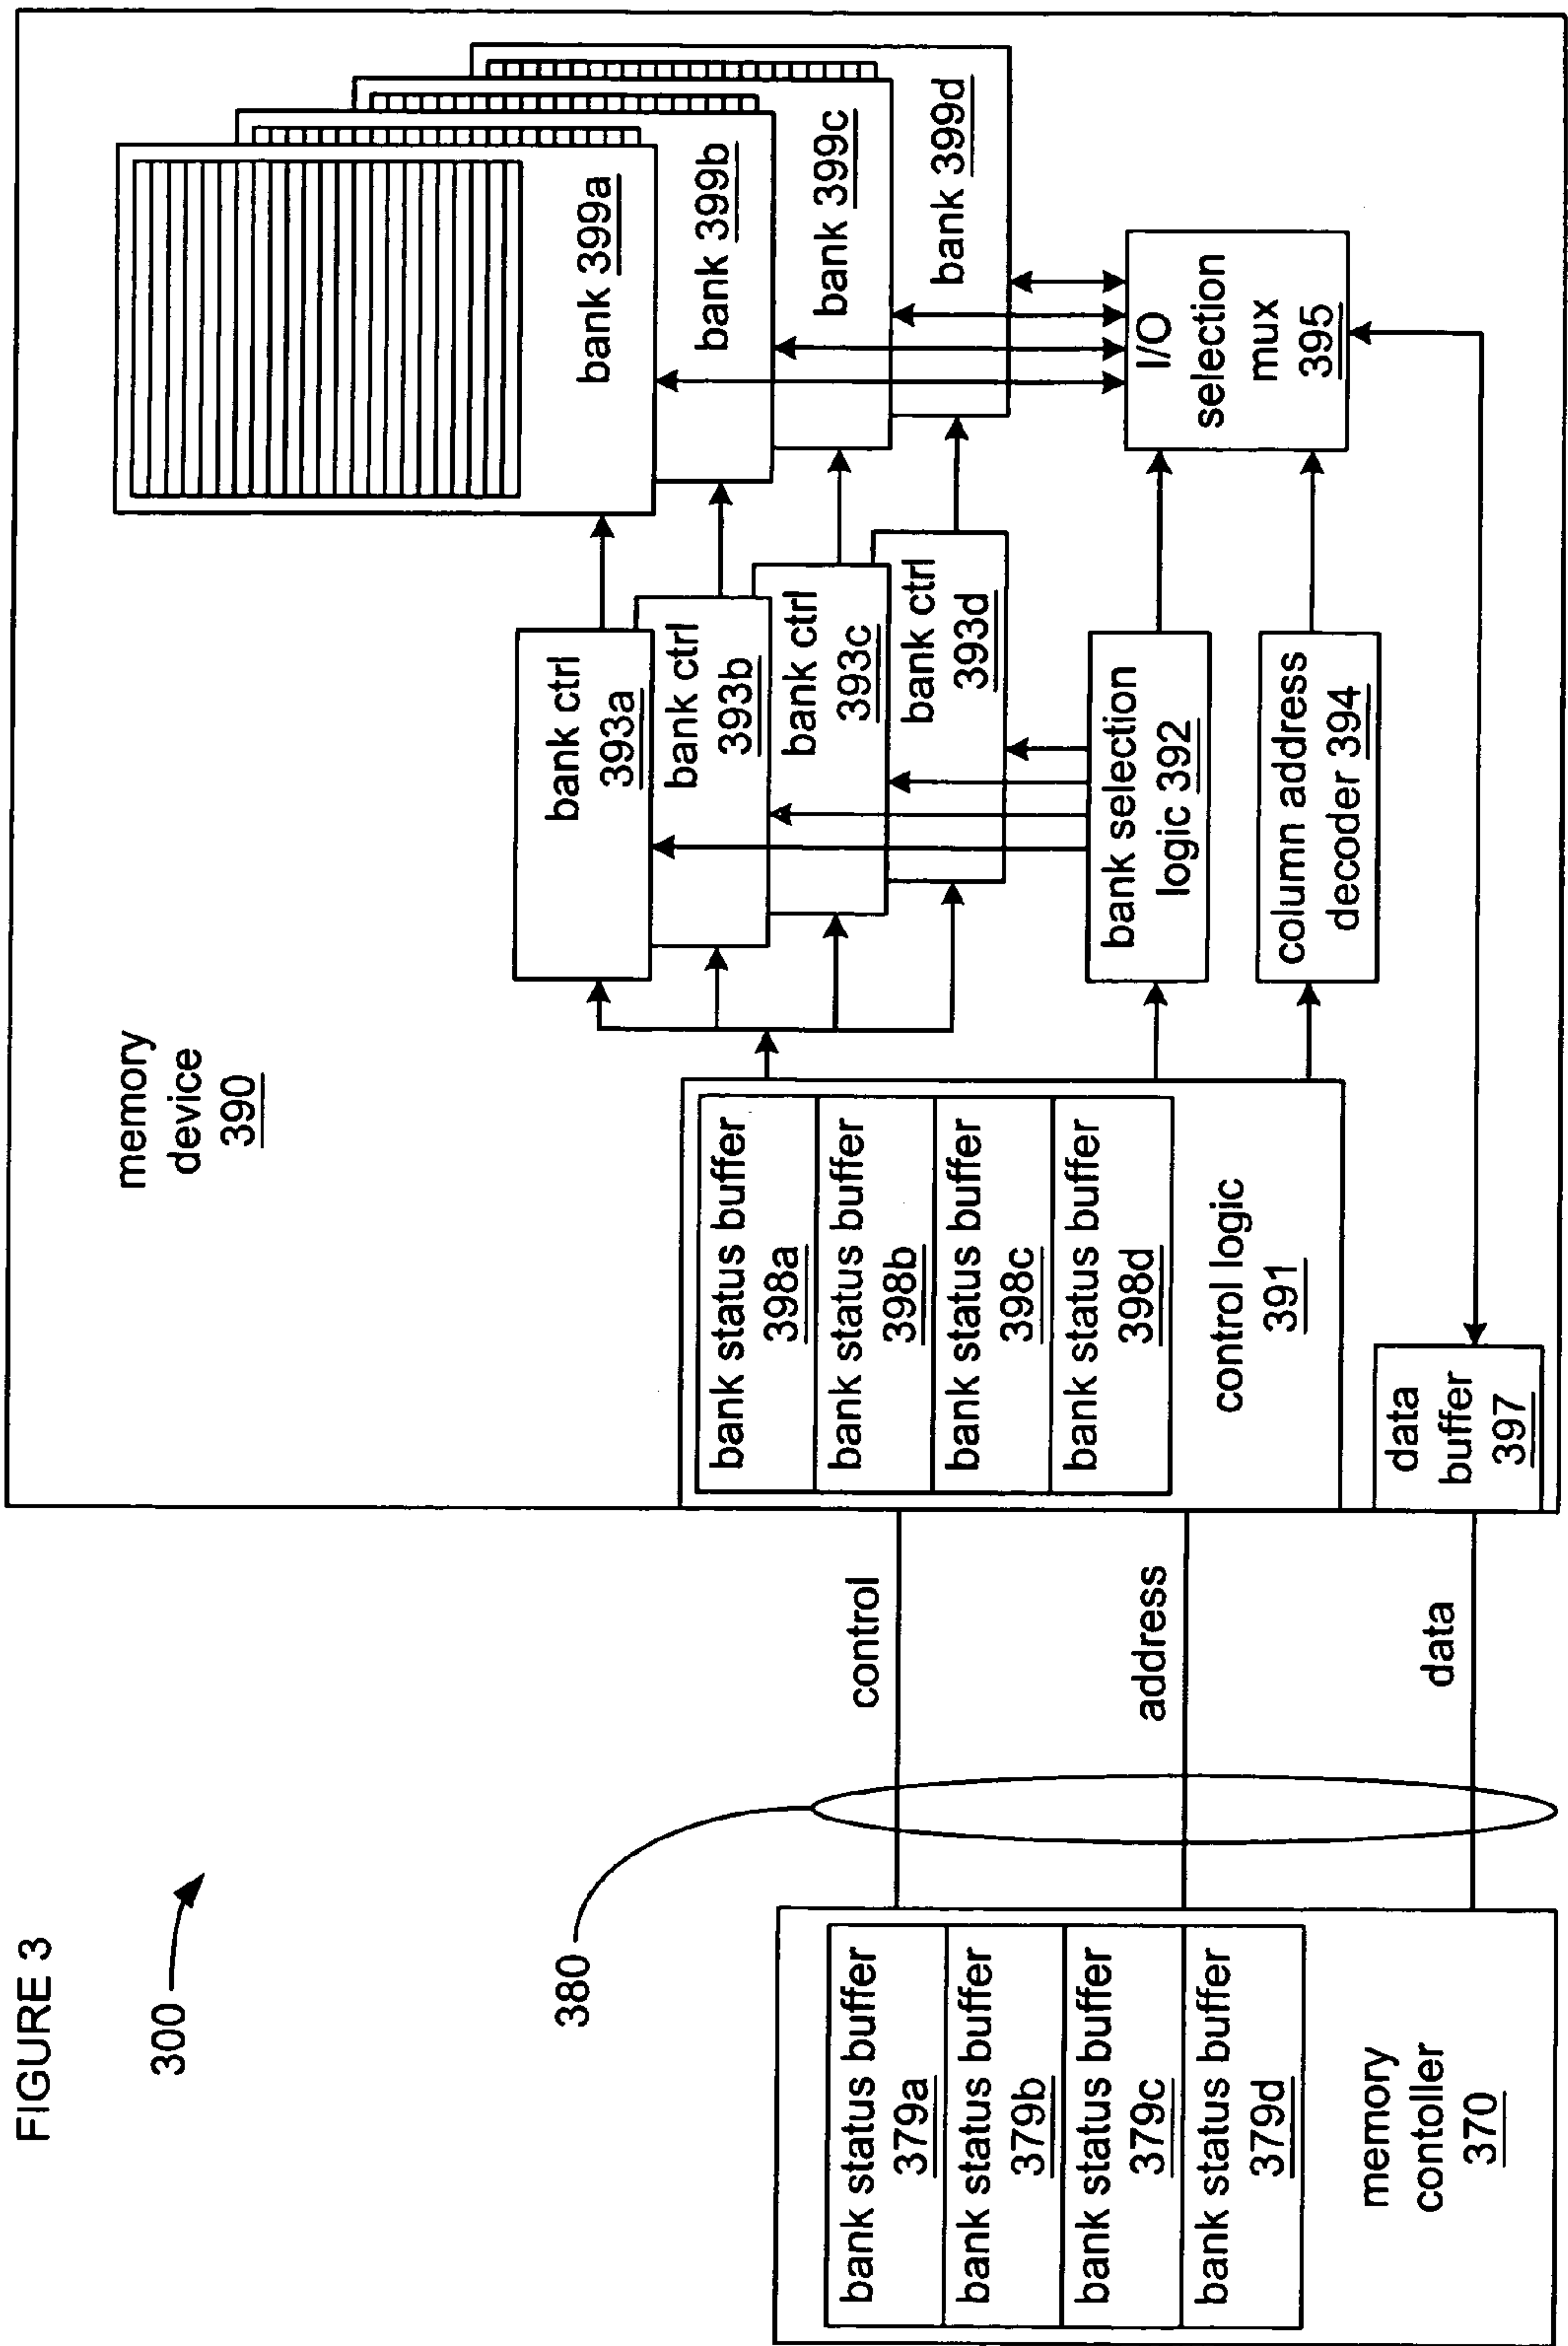 FIGURE 3
300
380
bank status buffer
379a
bank status buffer
379b
bank status buffer
379c
bank status buffer
379d
memory
contoller
370
control
address
data
memory
device
390
bank status buffer
398a
bank status buffer
398b
bank status buffer
398c
bank status buffer
398d
control logic
391
data
buffer
397
bank ctrl
393a
bank ctrl
393b
bank ctrl
393c
bank ctrl
393d
bank selection
logic 392
column address
decoder 394
bank 399a
bank 399b
bank 399c
bank 399d
I/O
selection
mux
395